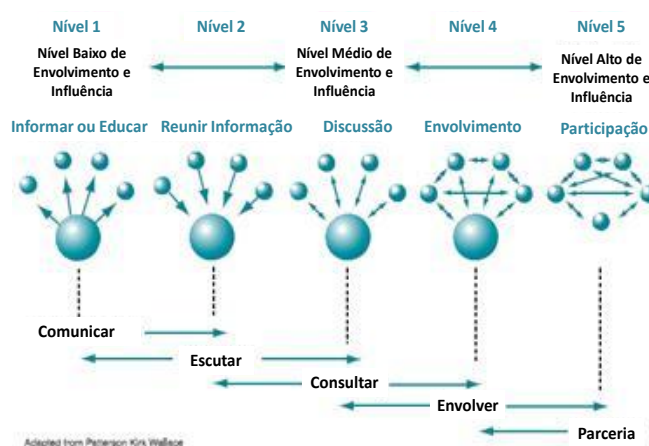 Nível 1
Nível 2
Nível 3
Nível 4
Nível 5
Nível Baixo de
Envolvimento e
Influência
Nível Médio de
Envolvimento e
Influência
Nível Alto de
Envolvimento e
Influência
Informar ou Educar
Reunir Informação
Discussão
Envolvimento
Participação
Comunicar
Escutar
Consultar
Envolver
Parceria
Adapted from Patterson Kirk Wallace